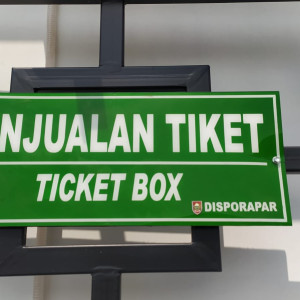 NJUALAN TIKET
TICKET BOX
DISPORAPAR